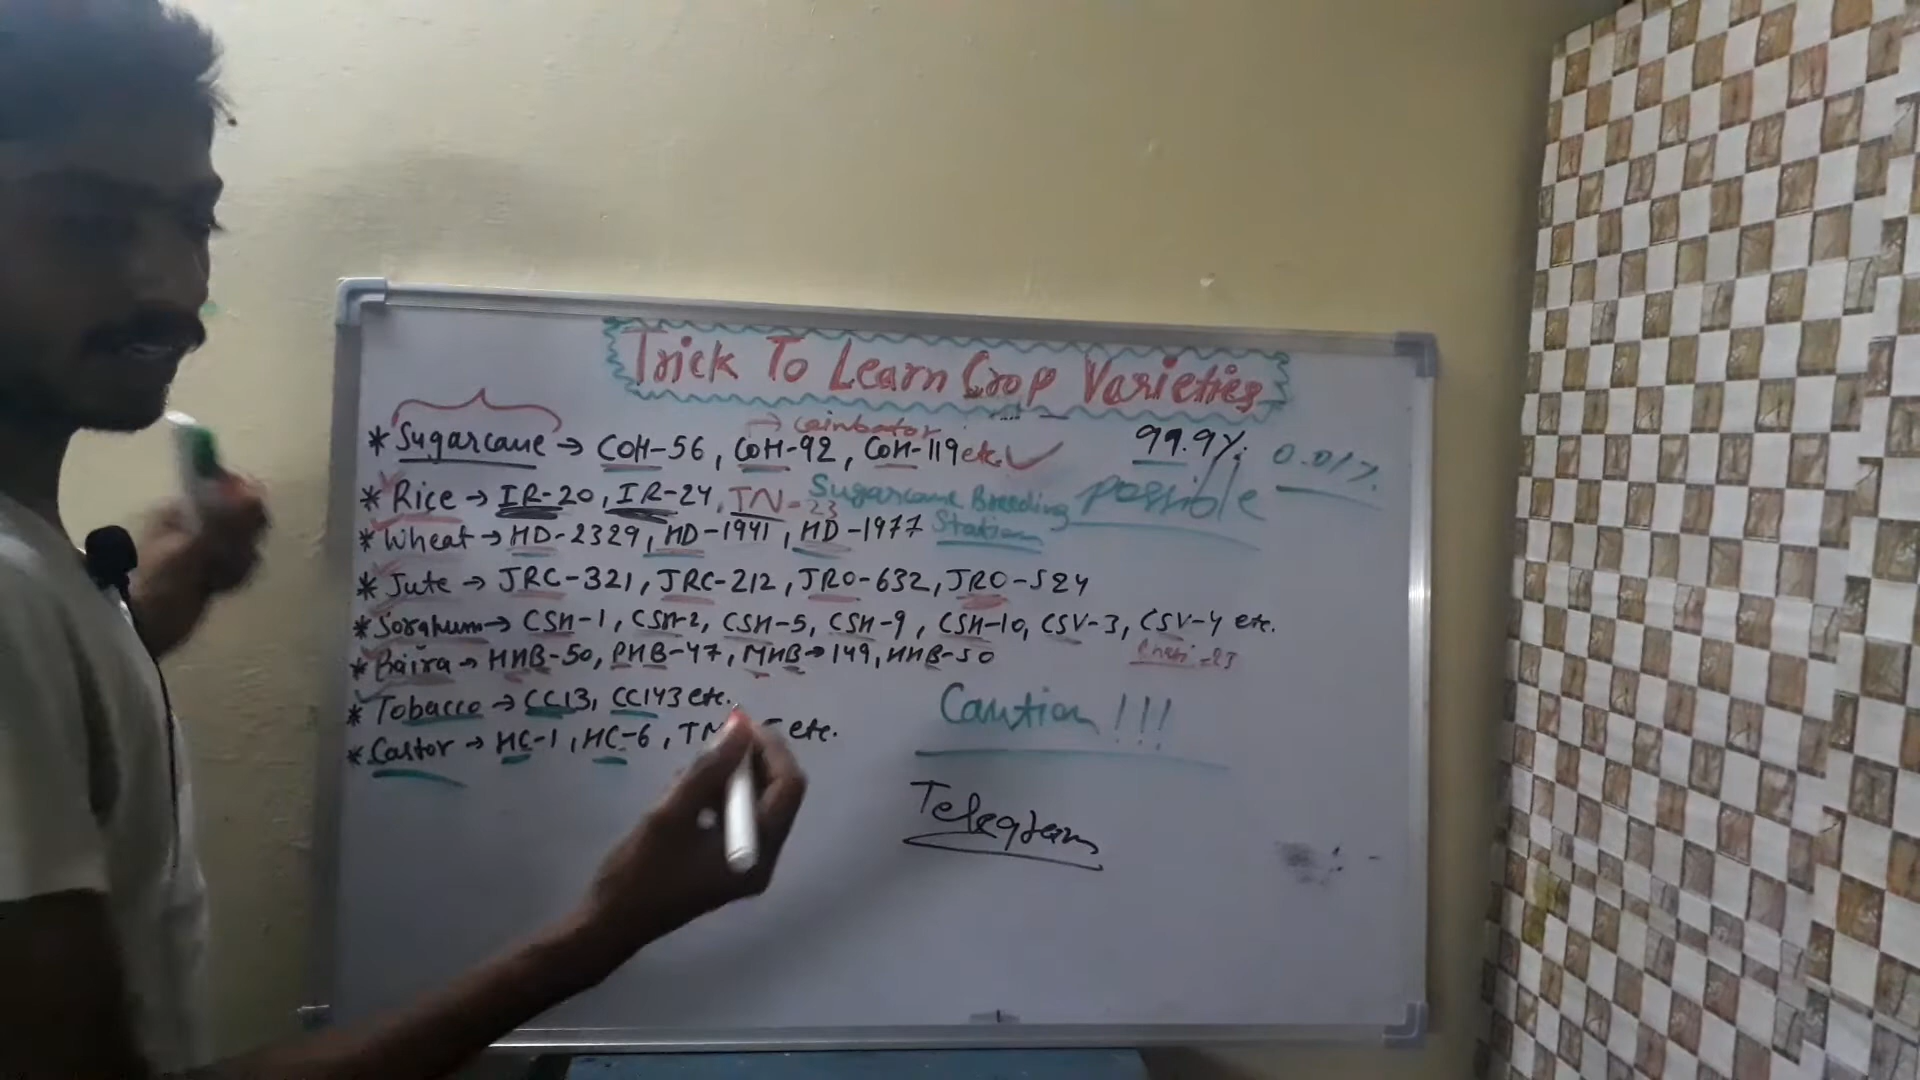 Trick To Learn Crop Varieties
→ Coinbator
* Sugarcane → COH-56, COH-92, COH-119 etc. ✓
99.9%
0.01%
possible
* Rice → IR-20, IR-24, TN-23
Sugarcane Breeding
Station
* Wheat → HD-2329, HD-1941, HD-1977
* Jute → JRC-321, JRC-212, JRO-632, JRO-524
* Sorghum → CSH-1, CSH-2, CSH-5, CSH-9, CSH-10, CSV-3, CSV-4 etc.
* Bajra → HHB-50, PHB-47, MHB→149, HHB-50
* Tobacco → CC13, CC143 etc.
* Castor → HC-1, HC-6, etc.
Caution !!!
Telegram